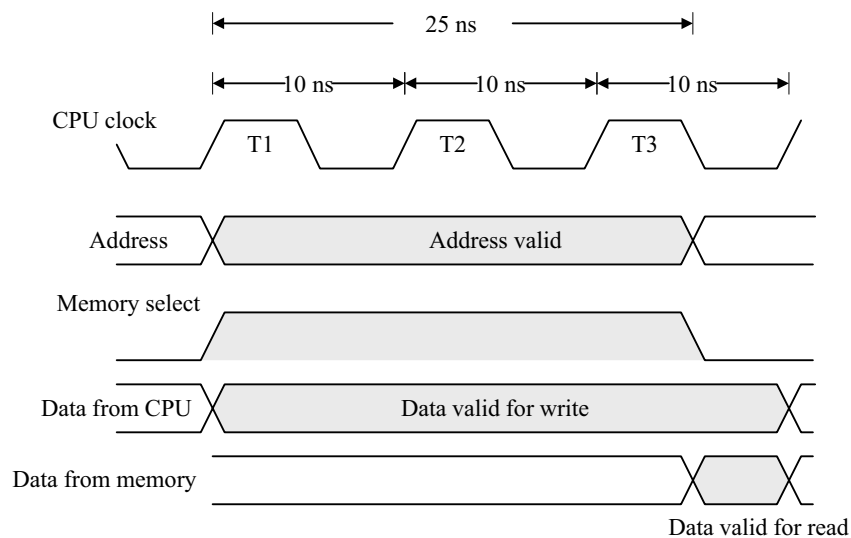 25 ns
10 ns 10 ns 10 ns
CPU clock
T1 T2 T3
Address Address valid
Memory select
Data from CPU Data valid for write
Data from memory
Data valid for read